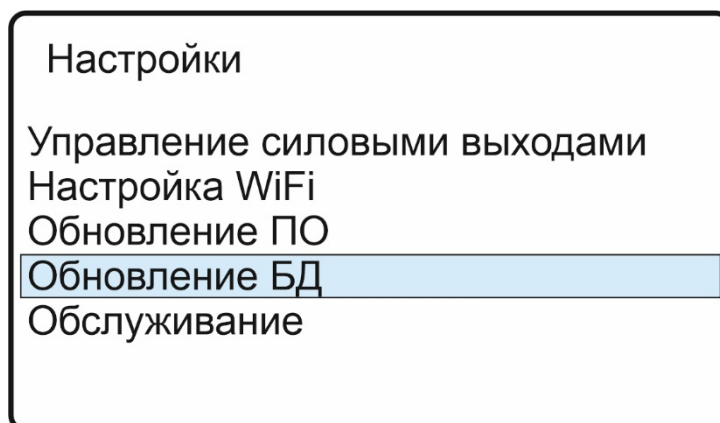 Настройки
Управление силовыми выходами
Настройка WiFi
Обновление ПО
Обновление БД
Обслуживание